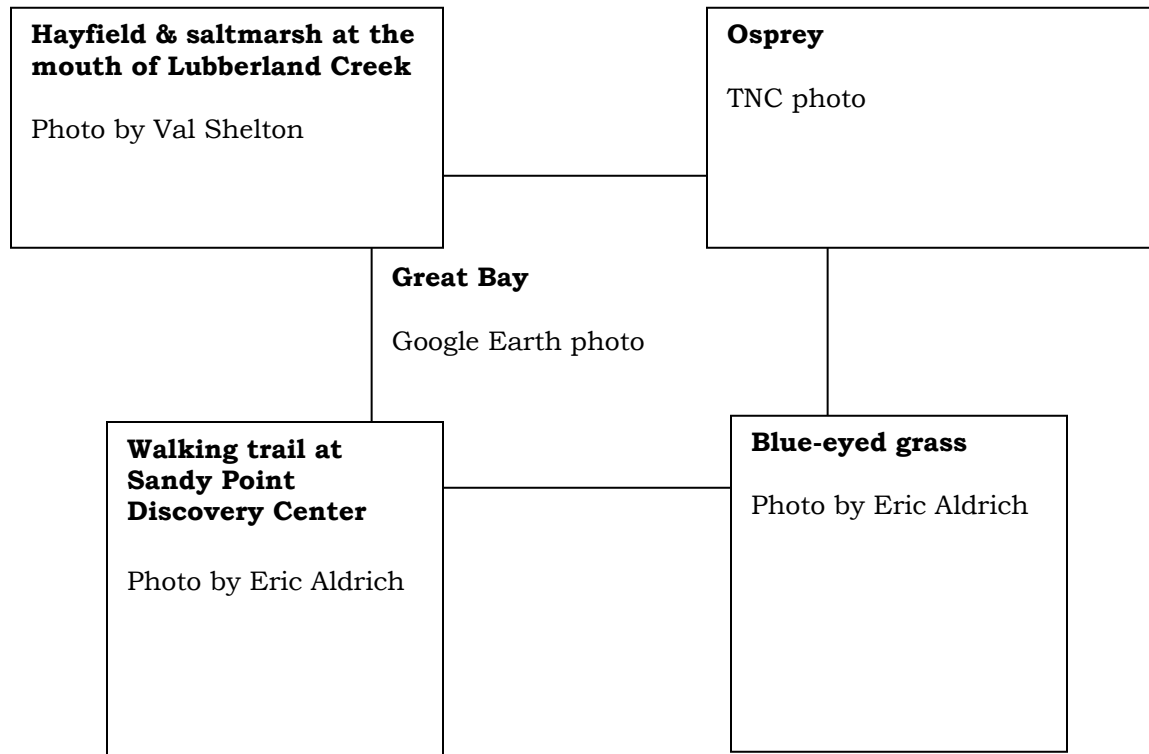 Hayfield & saltmarsh at the
mouth of Lubberland Creek
Photo by Val Shelton
Osprey
TNC photo
Great Bay
Google Earth photo
Walking trail at
Sandy Point
Discovery Center
Photo by Eric Aldrich
Blue-eyed grass
Photo by Eric Aldrich